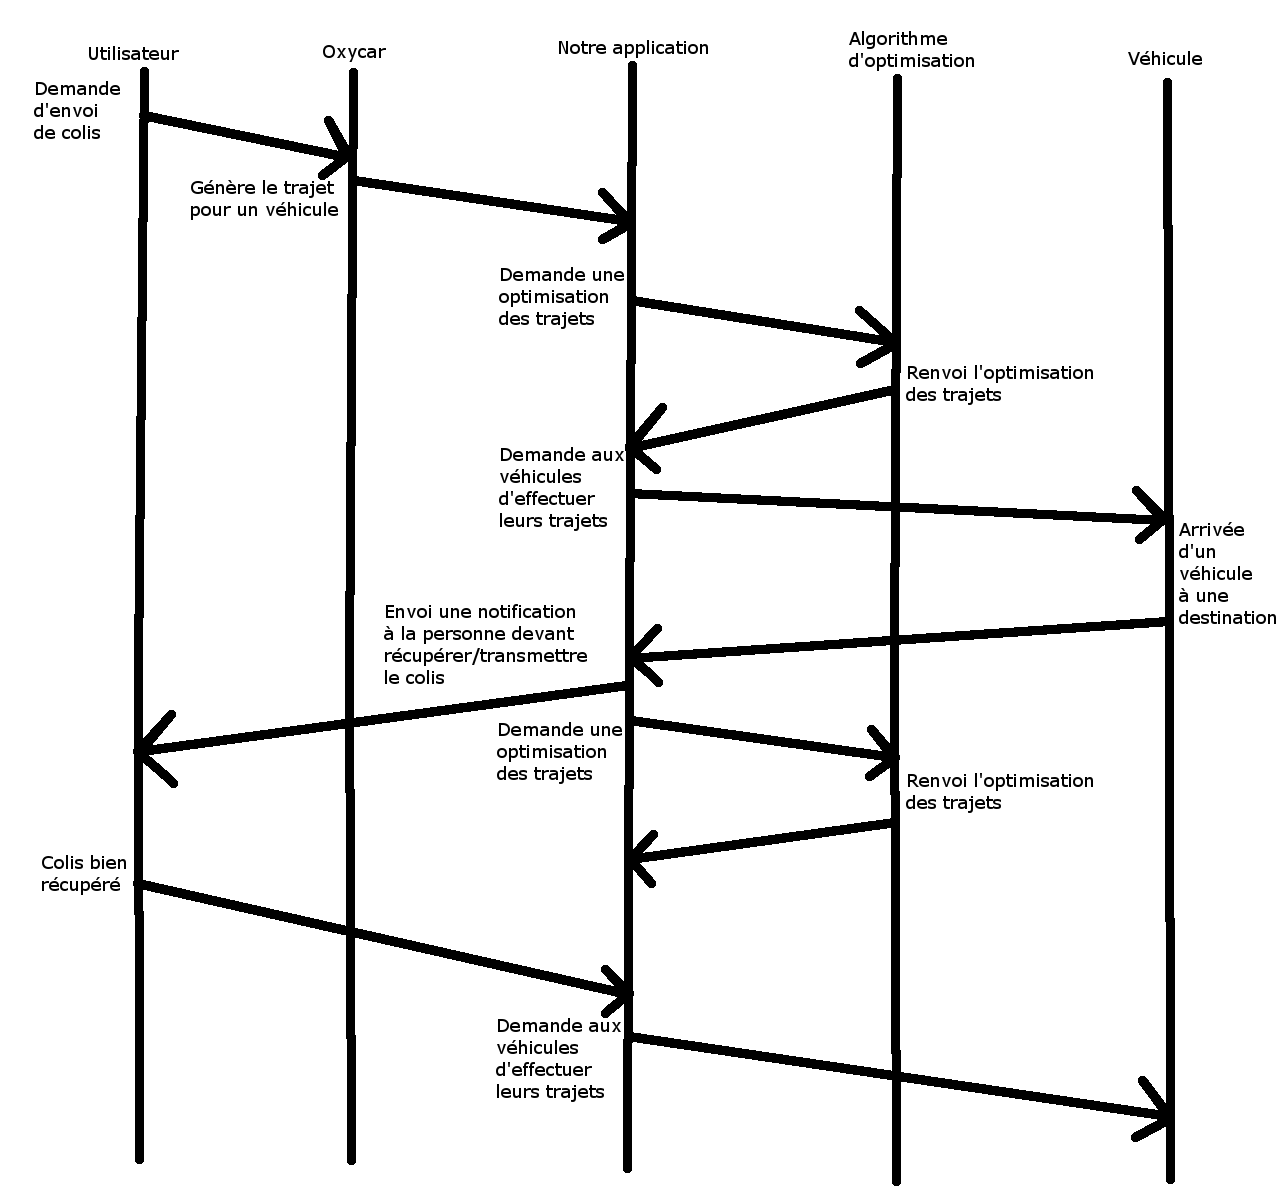 Utilisateur
Oxycar
Notre application
Algorithme
d'optimisation
Véhicule
Demande
d'envoi
de colis
Génère le trajet
pour un véhicule
Demande une
optimisation
des trajets
Renvoi l'optimisation
des trajets
Demande aux
véhicules
d'effectuer
leurs trajets
Arrivée
d'un
véhicule
à une
destination
Envoi une notification
à la personne devant
récupérer/transmettre
le colis
Demande une
optimisation
des trajets
Renvoi l'optimisation
des trajets
Colis bien
récupéré
Demande aux
véhicules
d'effectuer
leurs trajets